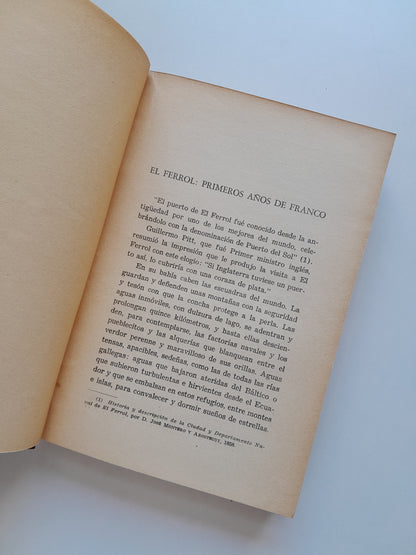 EL FERROL: PRIMEROS AÑOS DE FRANCO
"El puerto de El Ferrol fué conocido desde la an-
tigüedad por uno de los mejores del mundo, cele-
brándolo con la denominación de Puerto del Sol" (1).
Guillermo Pitt, que fué Primer ministro inglés,
resumió la impresión que le produjo la visita a El
Ferrol con este elogio: "Si Inglaterra tuviese un puer-
to así, lo cubriría con una coraza de plata."
En su bahía caben las escuadras del mundo. La
guardan y defienden unas montañas con la seguridad
y tesón con que la concha protege a la perla. Las
aguas inmóviles, con dulzura de lago, se adentran y
prolongan quince kilómetros, y hasta ellas descien-
den, para contemplarse, las factorías navales y los
pueblecitos y las alquerías que blanquean entre el
verdor perenne y maravilloso de sus orillas. Aguas
tensas, apacibles, sedeñas, como las de todas las rías
gallegas: aguas que bajaron ateridas del Báltico o
que subieron turbulentas e hirvientes desde el Ecua-
dor y que se embalsan en estos refugios, entre montes
e islas, para convalecer y dormir sueños de estrellas.
(1) Historia y descripción de la Ciudad y Departamento Na-
val de El Ferrol, por D. JOSÉ MONTERO Y AROSTEGUI, 1858.